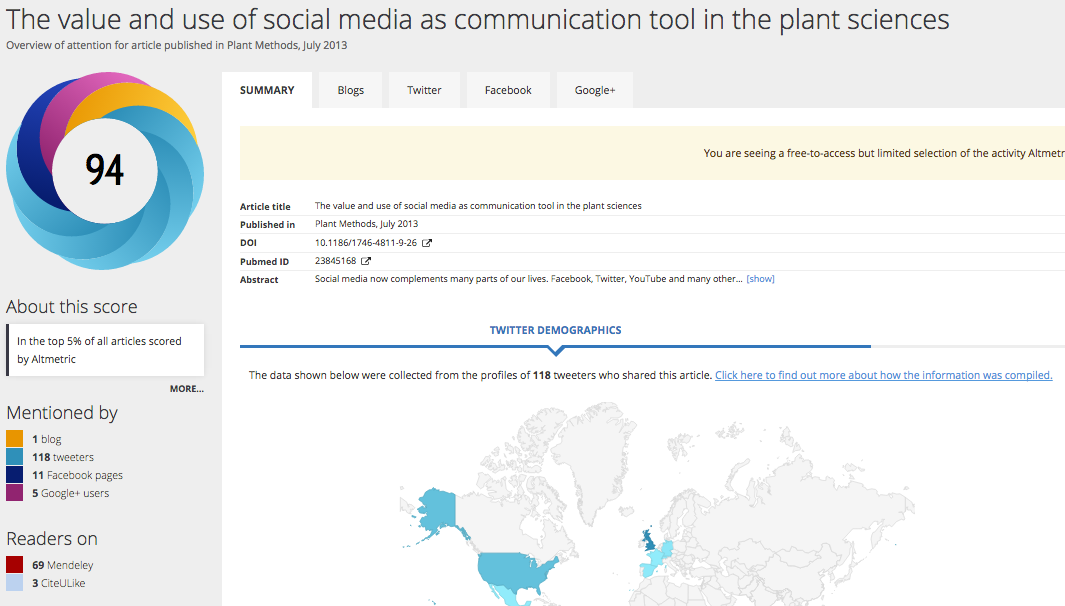 The value and use of social media as communication tool in the plant sciences
Overview of attention for article published in Plant Methods, July 2013
94
About this score
In the top 5% of all articles scored
by Altmetric
MORE...
Mentioned by
1 blog
118 tweeters
11 Facebook pages
5 Google+ users
Readers on
69 Mendeley
3 CiteULike
SUMMARY Blogs Twitter Facebook Google+
You are seeing a free-to-access but limited selection of the activity Altmetr
Article title The value and use of social media as communication tool in the plant sciences
Published in Plant Methods, July 2013
DOI 10.1186/1746-4811-9-26
Pubmed ID 23845168
Abstract Social media now complements many parts of our lives. Facebook, Twitter, YouTube and many other... [show]
TWITTER DEMOGRAPHICS
The data shown below were collected from the profiles of 118 tweeters who shared this article. Click here to find out more about how the information was compiled.